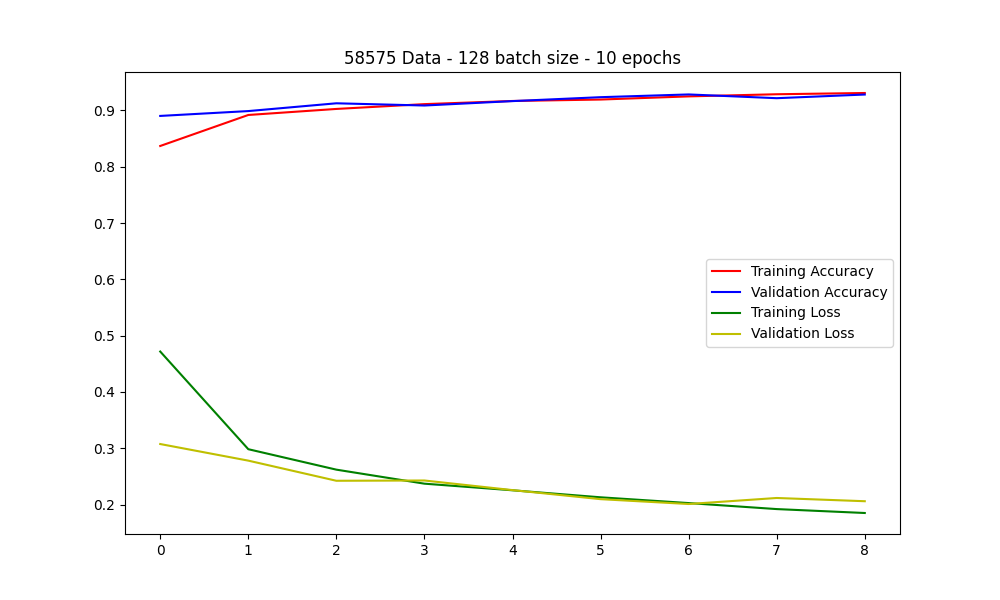 58575 Data - 128 batch size - 10 epochs
0.9
0.8
0.7
0.6
0.5
0.4
0.3
0.2
Training Accuracy
Validation Accuracy
Training Loss
Validation Loss
0 1 2 3 4 5 6 7 8